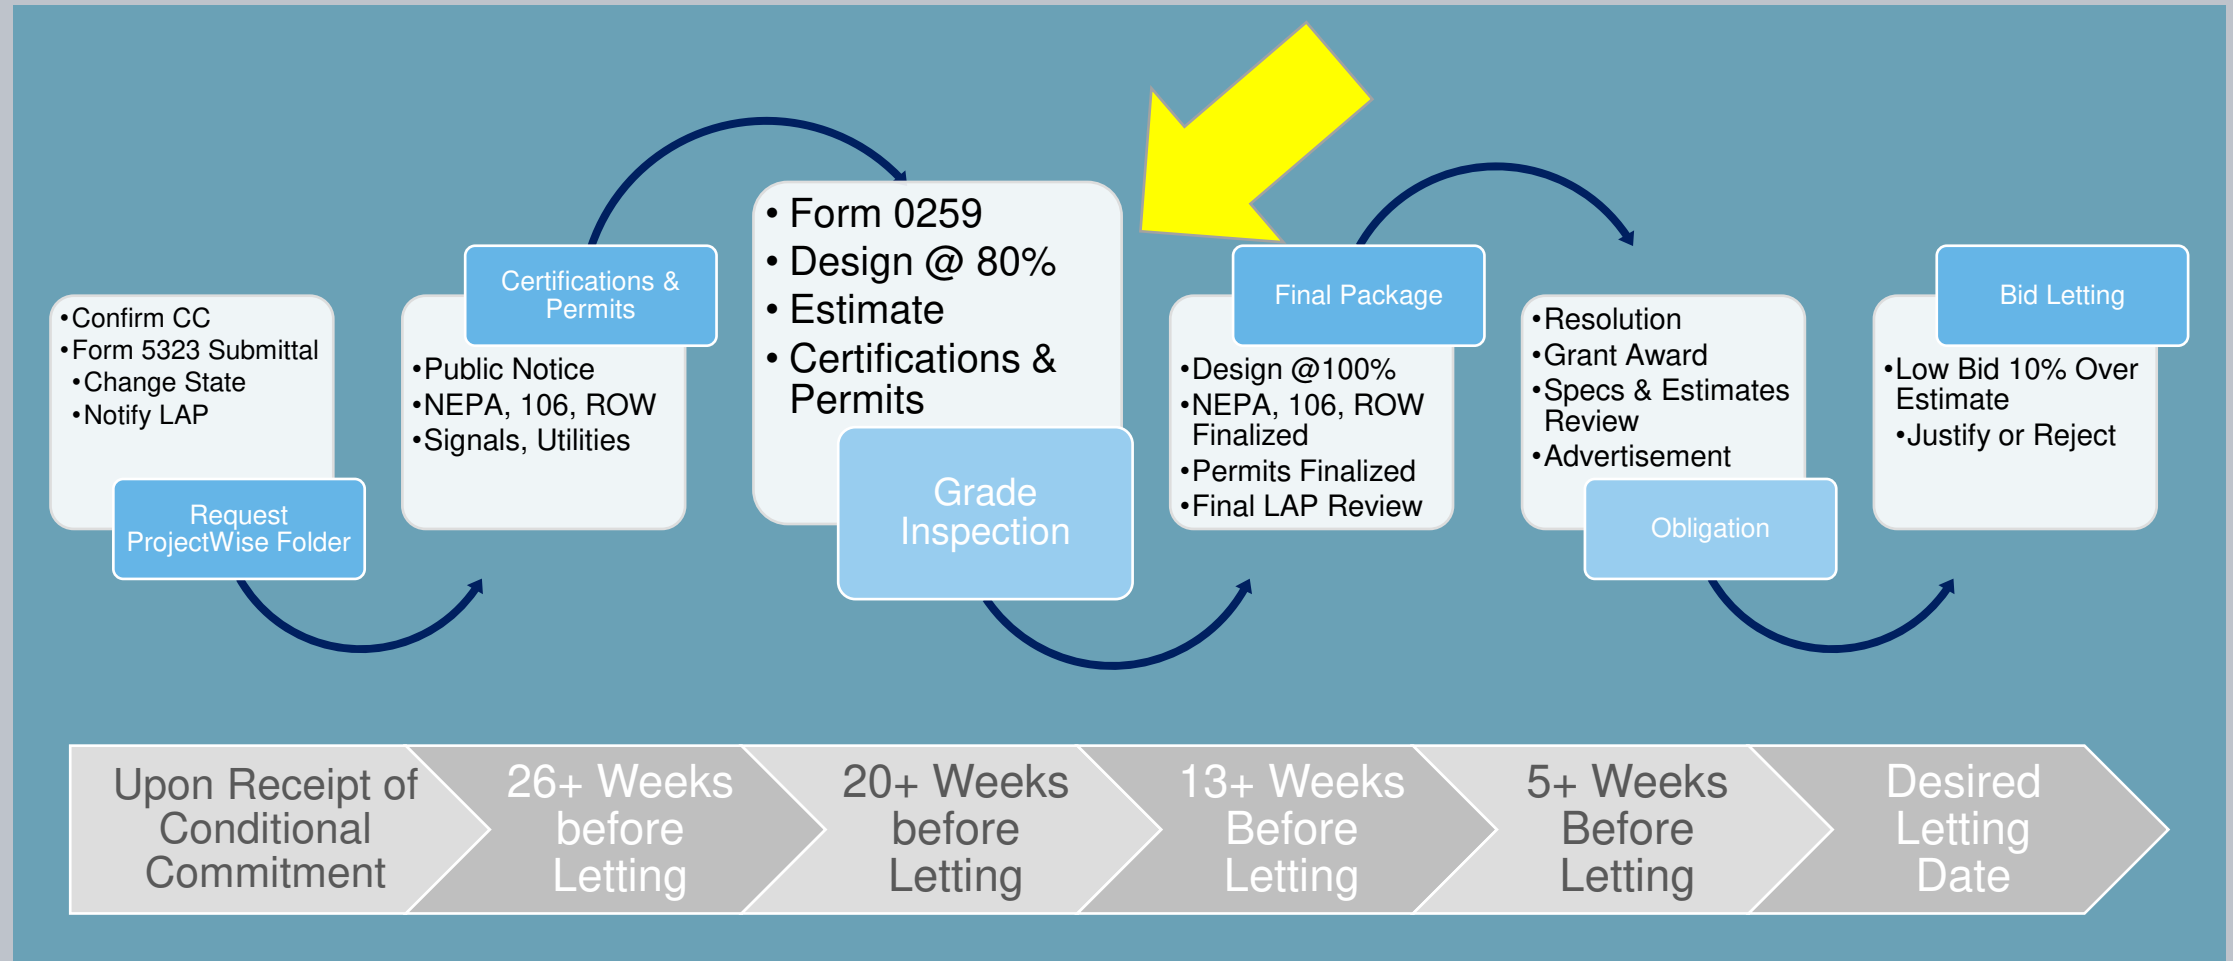 •Confirm CC
•Form 5323 Submittal
•Change State
•Notify LAP
Request
ProjectWise Folder
Certifications &
Permits
•Public Notice
•NEPA, 106, ROW
•Signals, Utilities
• Form 0259
• Design @ 80%
• Estimate
• Certifications &
Permits
Grade
Inspection
Final Package
•Design @100%
•NEPA, 106, ROW
Finalized
•Permits Finalized
•Final LAP Review
•Resolution
•Grant Award
•Specs & Estimates
Review
•Advertisement
Obligation
Bid Letting
•Low Bid 10% Over
Estimate
•Justify or Reject
Upon Receipt of
Conditional
Commitment
26+ Weeks
before
Letting
20+ Weeks
before
Letting
13+ Weeks
Before
Letting
5+ Weeks
Before
Letting
Desired
Letting
Date